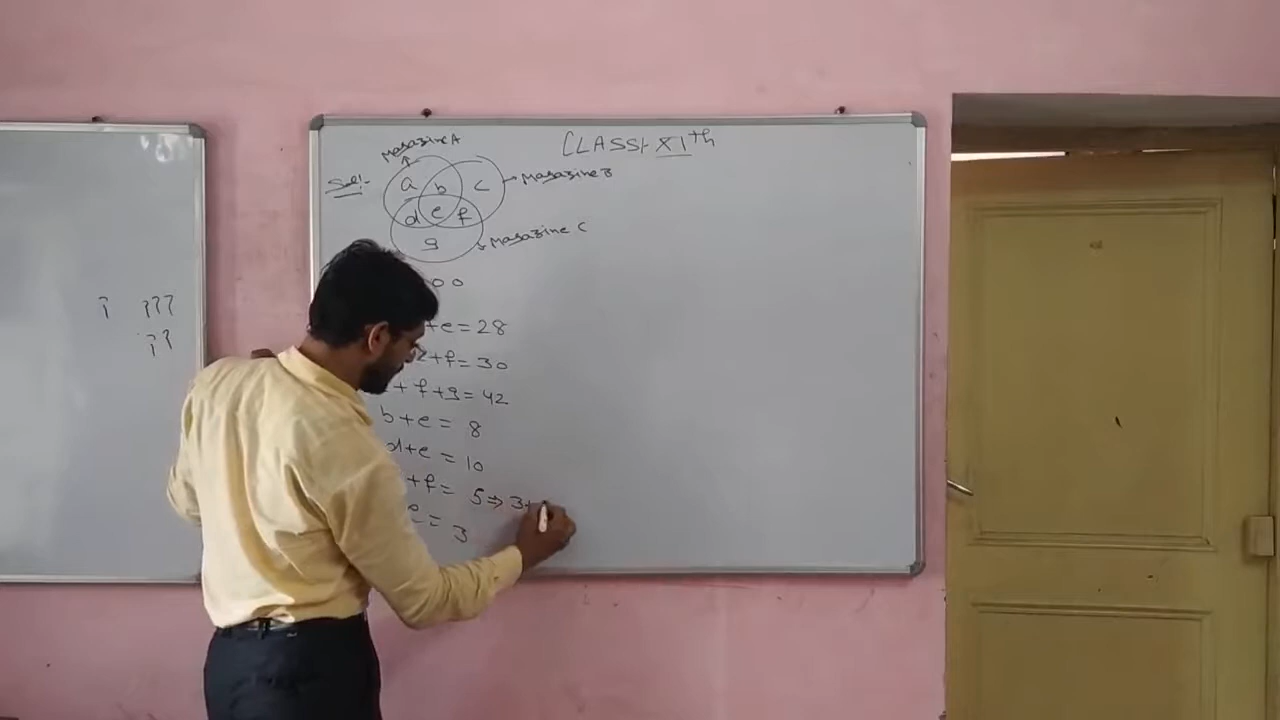 ? ???
??
CLASS:- XIth
Magazine A
Sol:-
a b c
Magazine B
d e f
Magazine C
g
00
+e = 28
+f = 30
+ f + g = 42
b + e = 8
d + e = 10
+ f = 5 ⇒ 3+
e = 3